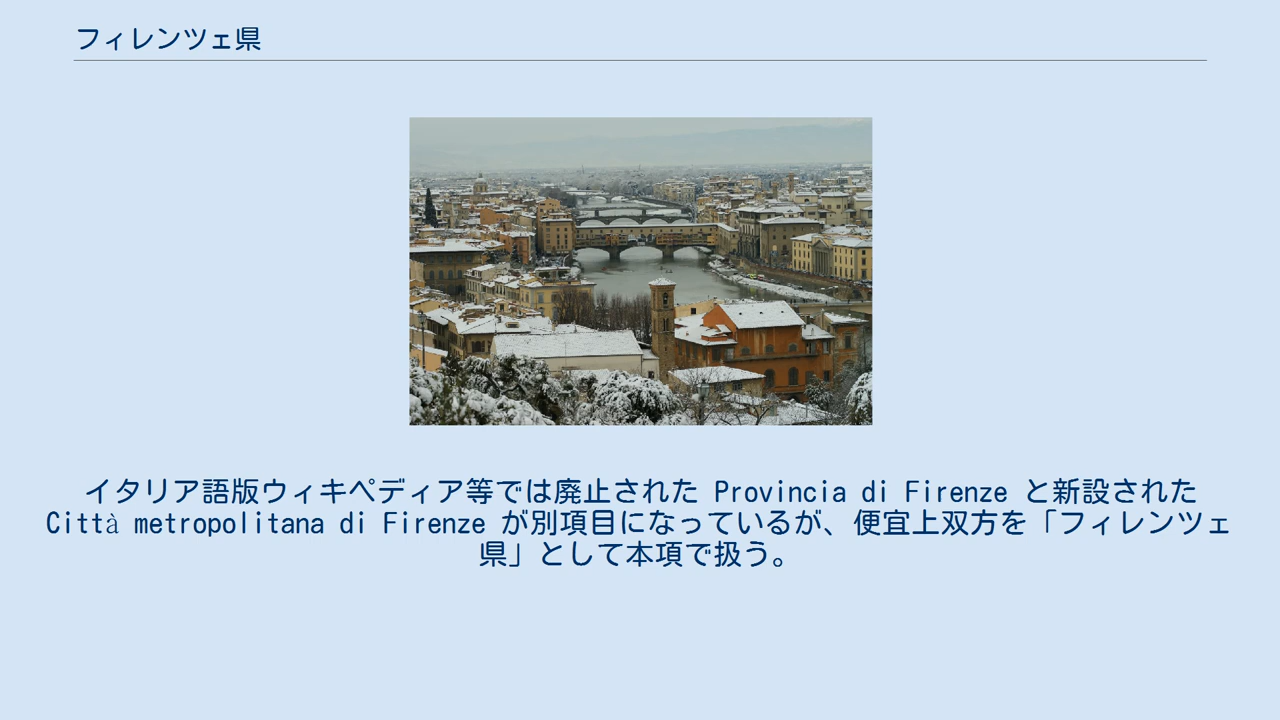 フィレンツェ県
イタリア語版ウィキペディア等では廃止された Provincia di Firenze と新設された
Città metropolitana di Firenze が別項目になっているが、便宜上双方を「フィレンツェ
県」として本項で扱う。